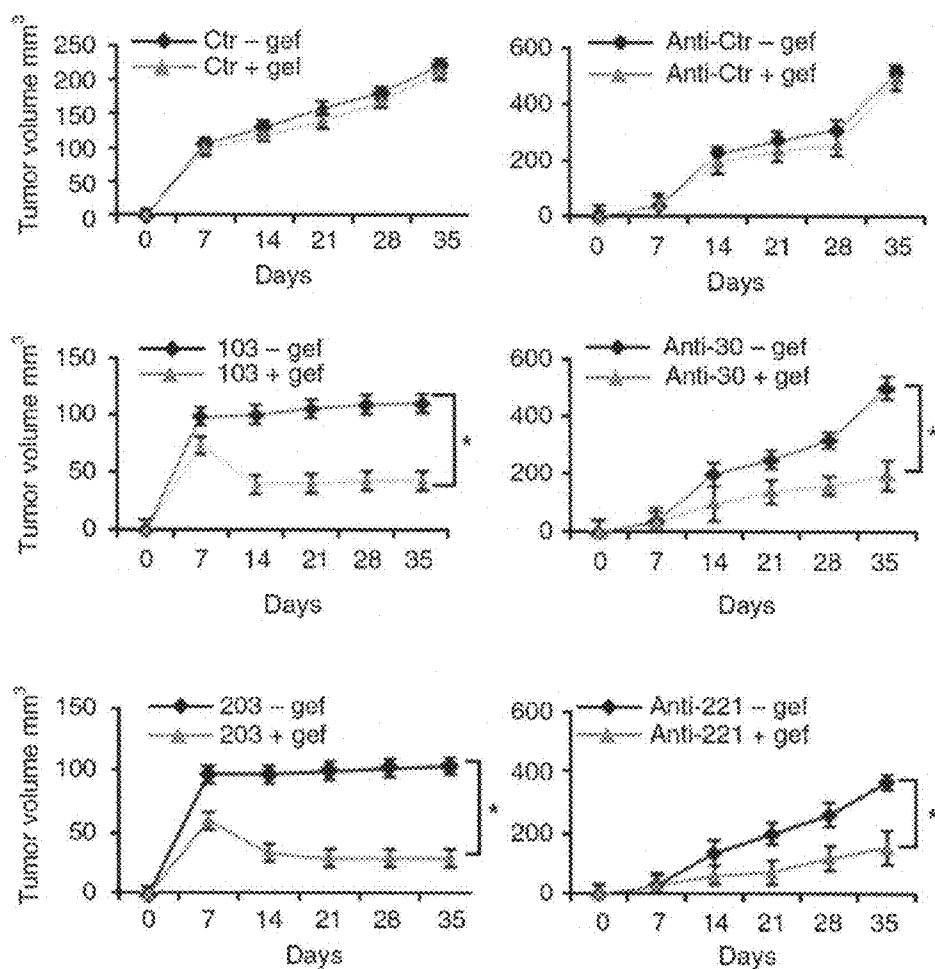 Ctr – gef
Ctr + gef
Tumor volume mm³
250
200
150
100
50
0
0 7 14 21 28 35
Days
Anti-Ctr – gef
Anti-Ctr + gef
600
400
200
0
0 7 14 21 28 35
Days
103 – gef
103 + gef
Tumor volume mm³
150
100
50
0
*
0 7 14 21 28 35
Days
Anti-30 – gef
Anti-30 + gef
600
400
200
0
*
0 7 14 21 28 35
Days
203 – gef
203 + gef
Tumor volume mm³
150
100
50
0
*
0 7 14 21 28 35
Days
Anti-221 – gef
Anti-221 + gef
600
400
200
0
*
0 7 14 21 28 35
Days